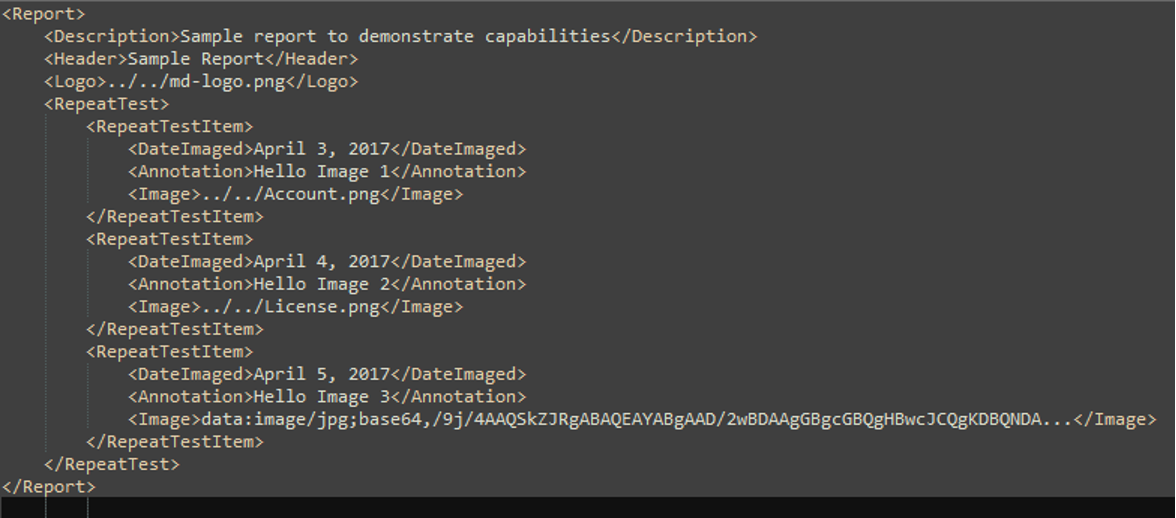 <Report>
<Description>Sample report to demonstrate capabilities</Description>
<Header>Sample Report</Header>
<Logo>../../md-logo.png</Logo>
<RepeatTest>
<RepeatTestItem>
<DateImaged>April 3, 2017</DateImaged>
<Annotation>Hello Image 1</Annotation>
<Image>../../Account.png</Image>
</RepeatTestItem>
<RepeatTestItem>
<DateImaged>April 4, 2017</DateImaged>
<Annotation>Hello Image 2</Annotation>
<Image>../../License.png</Image>
</RepeatTestItem>
<RepeatTestItem>
<DateImaged>April 5, 2017</DateImaged>
<Annotation>Hello Image 3</Annotation>
<Image>data:image/jpg;base64,/9j/4AAQSkZJRgABAQEAYABgAAD/2wBDAAgGBgcGBQgHBwcJCQgKDBQNDA...</Image>
</RepeatTestItem>
</RepeatTest>
</Report>